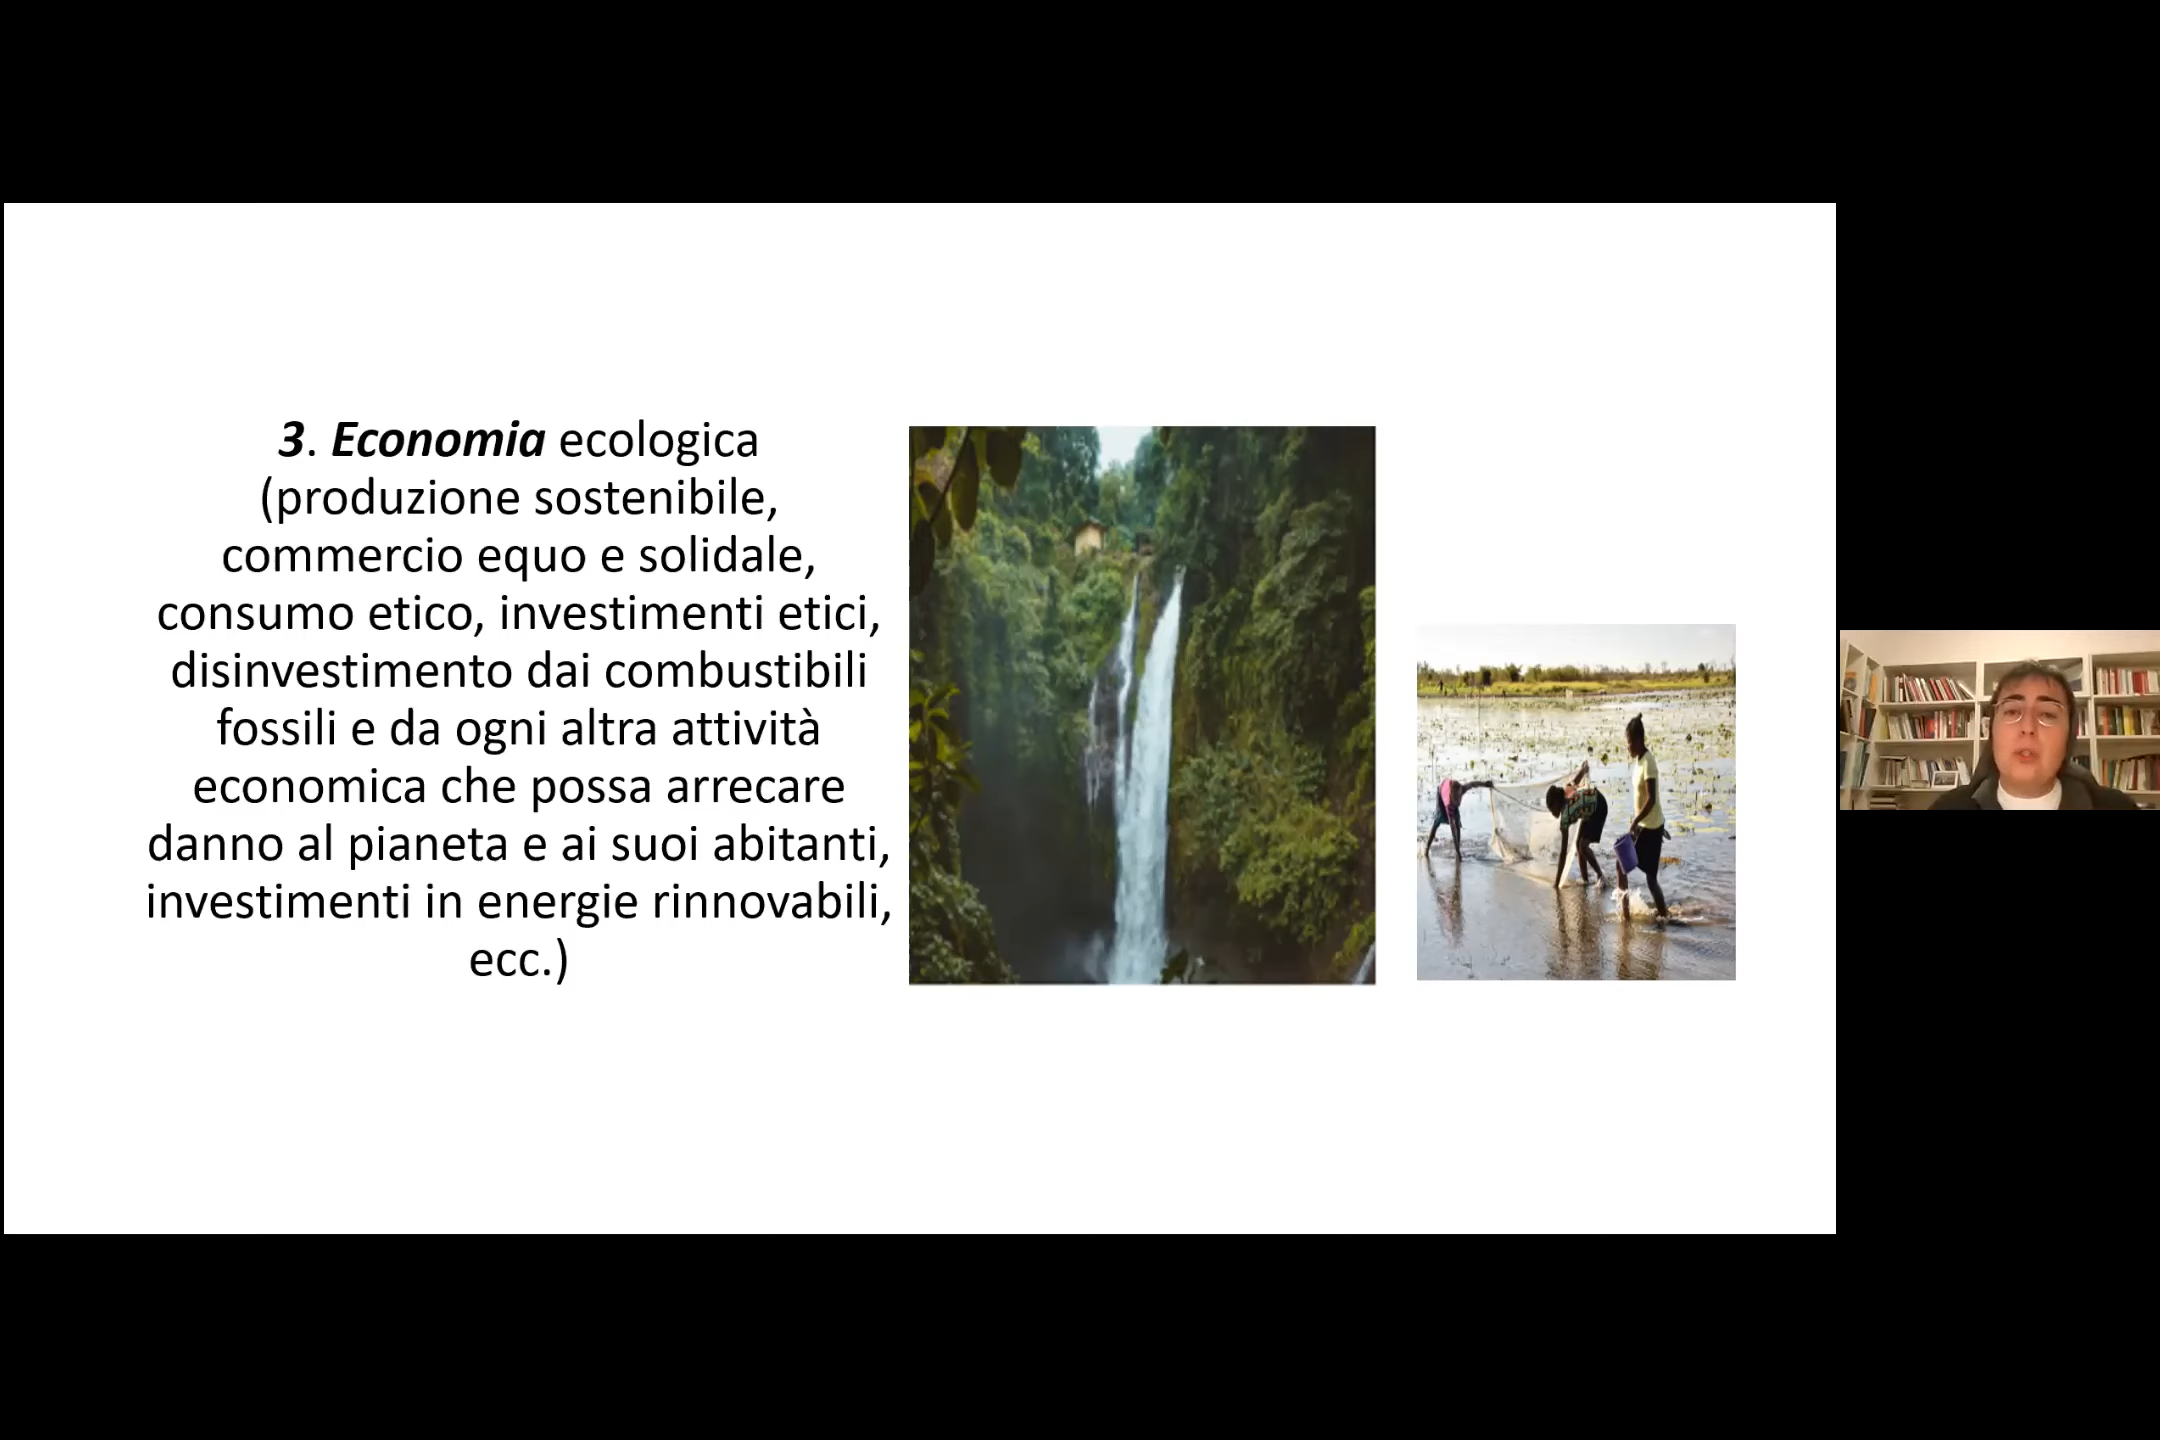 3. Economia ecologica
(produzione sostenibile,
commercio equo e solidale,
consumo etico, investimenti etici,
disinvestimento dai combustibili
fossili e da ogni altra attività
economica che possa arrecare
danno al pianeta e ai suoi abitanti,
investimenti in energie rinnovabili,
ecc.)